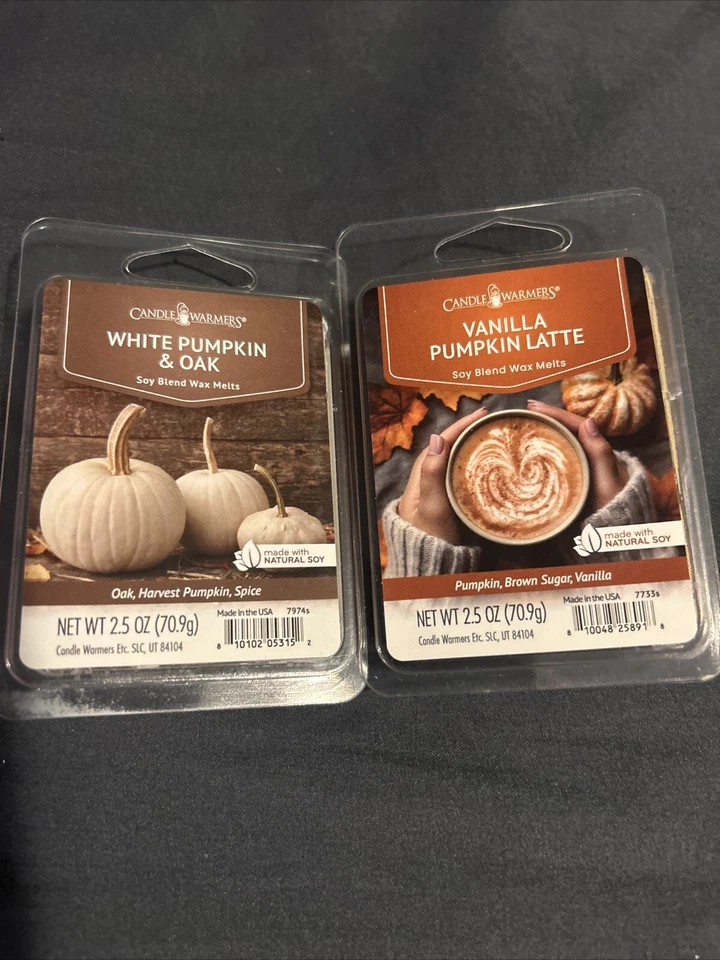 CANDLE WARMERS®
WHITE PUMPKIN
& OAK
Soy Blend Wax Melts
made with
NATURAL SOY
Oak, Harvest Pumpkin, Spice
NET WT 2.5 OZ (70.9g)
Candle Warmers Etc. SLC, UT 84104
Made in the USA 7974s
8 10102 05315 2
CANDLE WARMERS®
VANILLA
PUMPKIN LATTE
Soy Blend Wax Melts
made with
NATURAL SOY
Pumpkin, Brown Sugar, Vanilla
NET WT 2.5 OZ (70.9g)
Candle Warmers Etc. SLC, UT 84104
Made in the USA 7733s
8 10048 25891 8